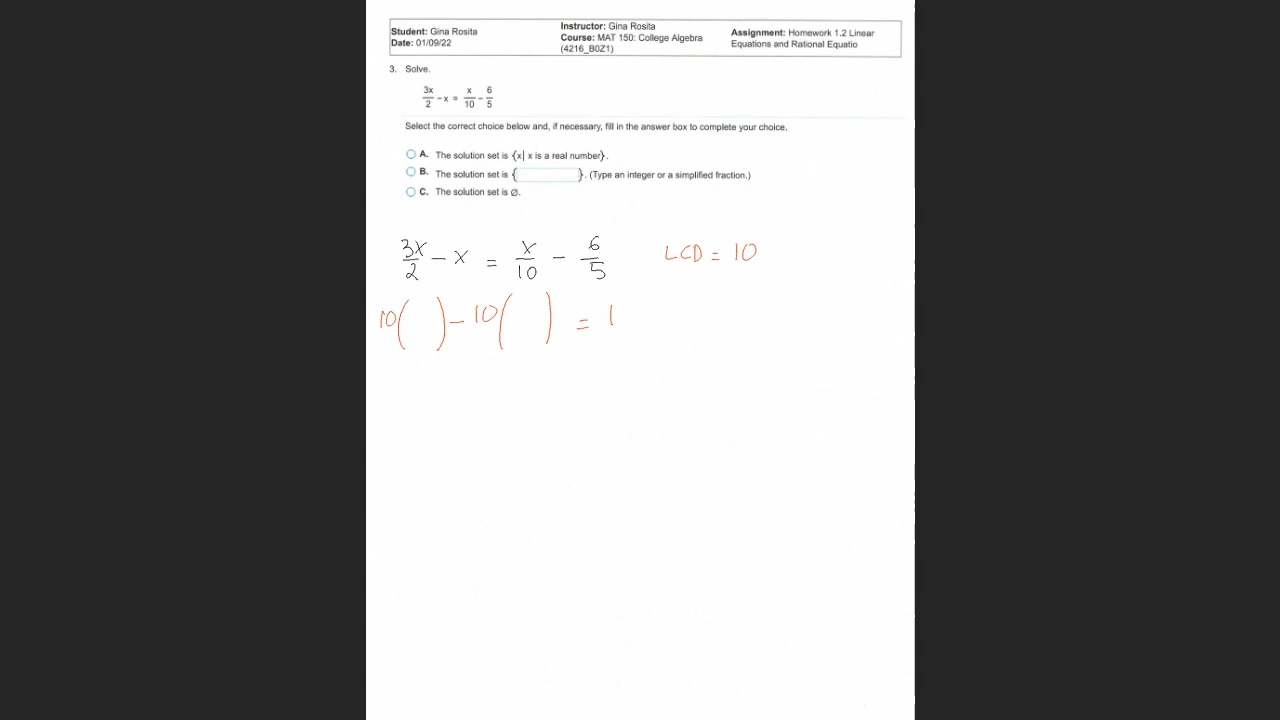 Student: Gina Rosita
Date: 01/09/22
Instructor: Gina Rosita
Course: MAT 150: College Algebra
(4216_B0Z1)
Assignment: Homework 1.2 Linear
Equations and Rational Equatio
3. Solve.
3x/2 - x = x/10 - 6/5
Select the correct choice below and, if necessary, fill in the answer box to complete your choice.
A. The solution set is {x| x is a real number}.
B. The solution set is { }. (Type an integer or a simplified fraction.)
C. The solution set is ∅.
3x/2 - x = x/10 - 6/5 LCD = 10
10( ) - 10( ) = 1